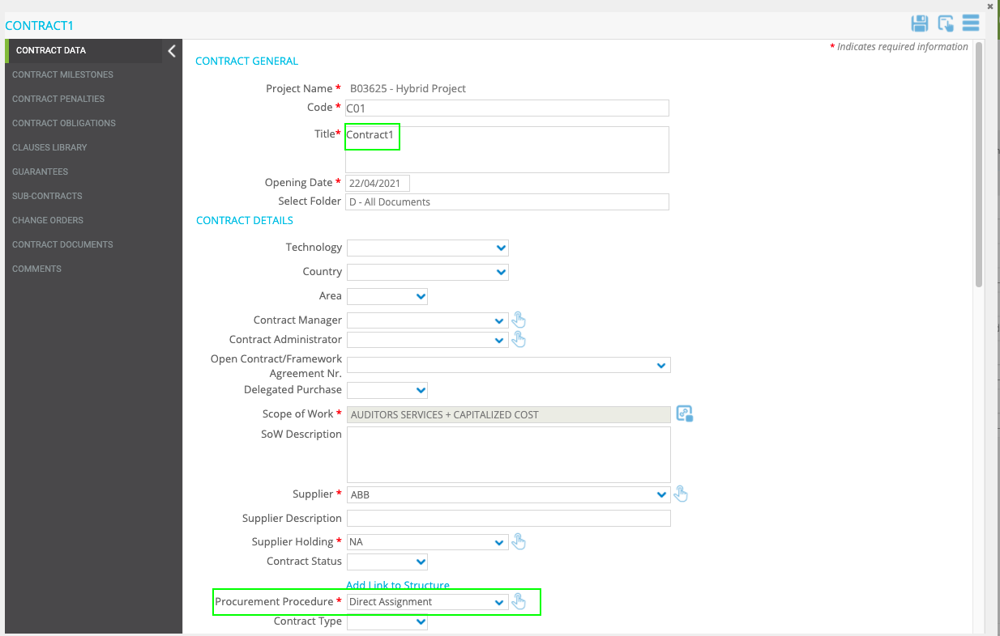 CONTRACT1
* Indicates required information
CONTRACT DATA
CONTRACT MILESTONES
CONTRACT PENALTIES
CONTRACT OBLIGATIONS
CLAUSES LIBRARY
GUARANTEES
SUB-CONTRACTS
CHANGE ORDERS
CONTRACT DOCUMENTS
COMMENTS
CONTRACT GENERAL
Project Name * B03625 - Hybrid Project
Code * C01
Title* Contract1
Opening Date * 22/04/2021
Select Folder D - All Documents
CONTRACT DETAILS
Technology
Country
Area
Contract Manager
Contract Administrator
Open Contract/Framework
Agreement Nr.
Delegated Purchase
Scope of Work * AUDITORS SERVICES + CAPITALIZED COST
SoW Description
Supplier * ABB
Supplier Description
Supplier Holding * NA
Contract Status
Add Link to Structure
Procurement Procedure * Direct Assignment
Contract Type